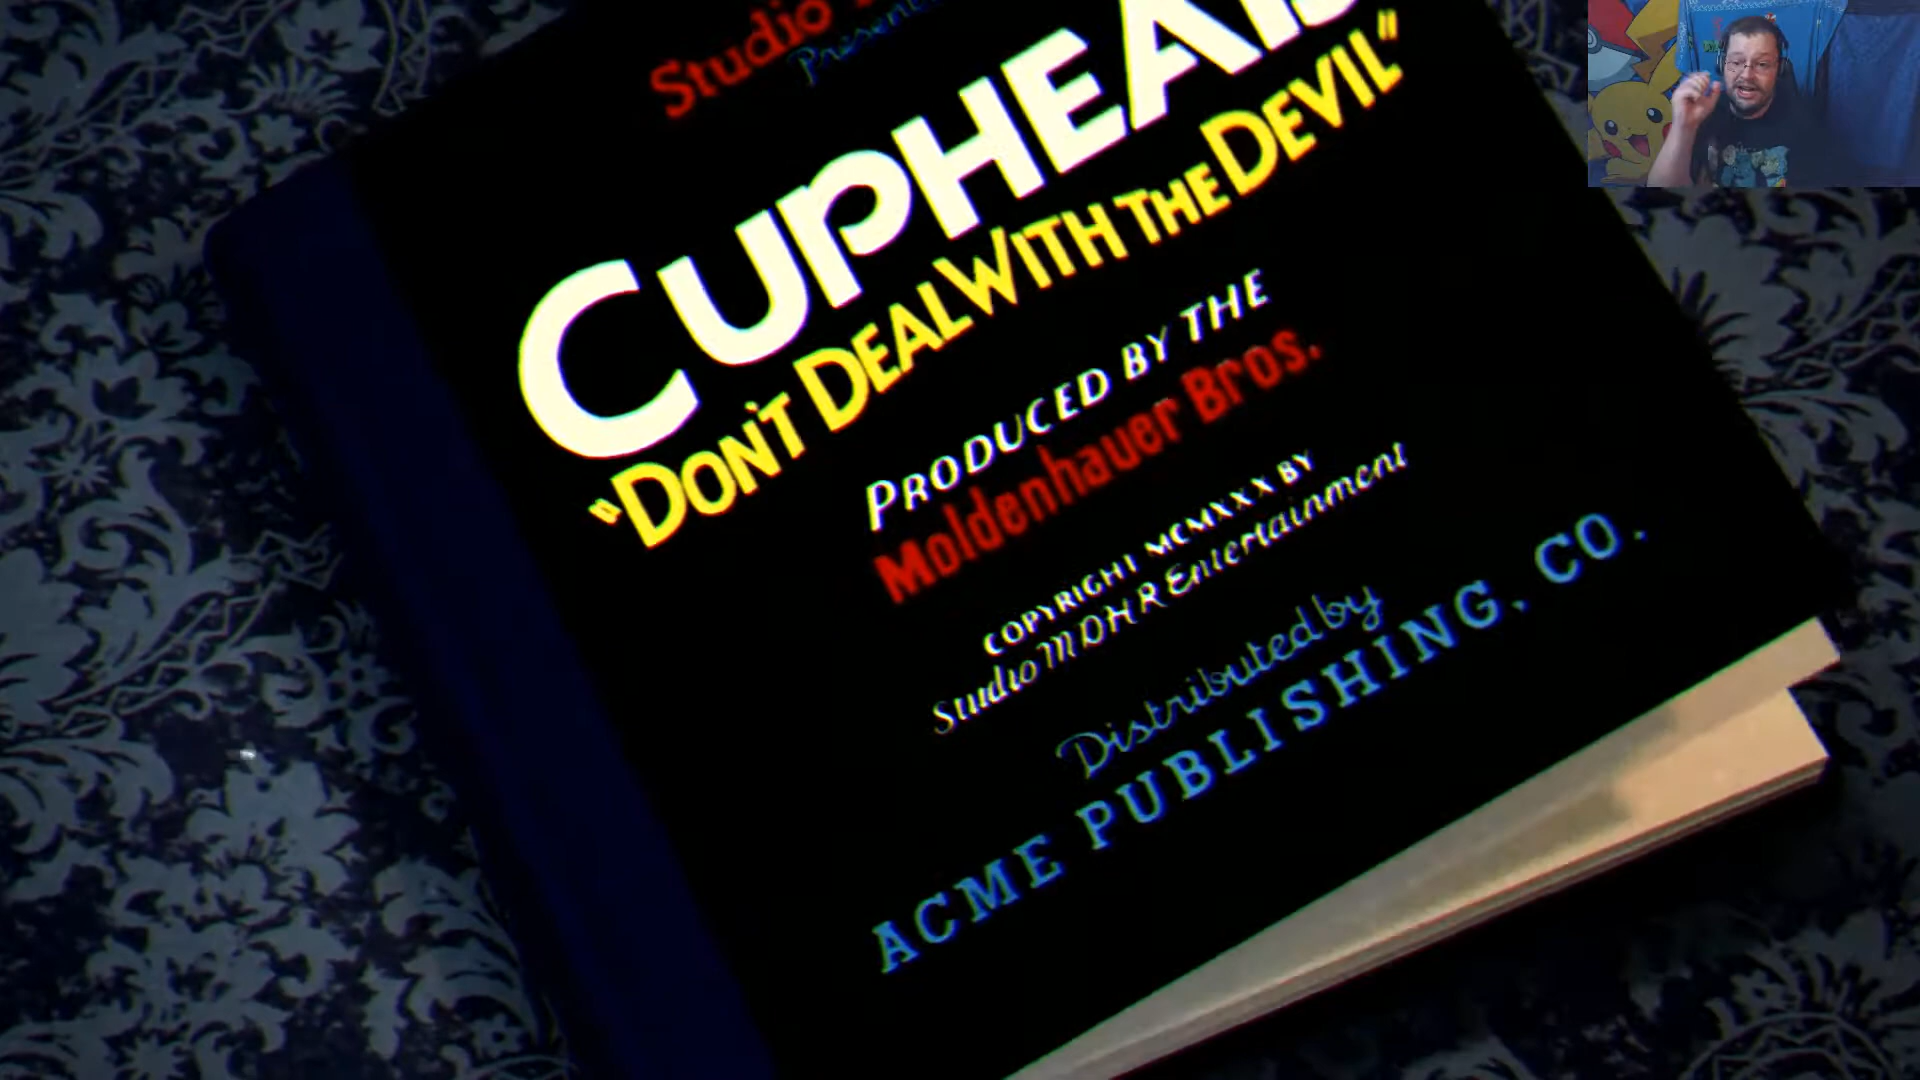 Studio
Presents
CUPHEAD
"DON'T DEAL WITH THE DEVIL"
PRODUCED BY THE
Moldenhauer Bros.
COPYRIGHT MCMXXX BY
Studio MDHR Entertainment
Distributed by
ACME PUBLISHING, CO.